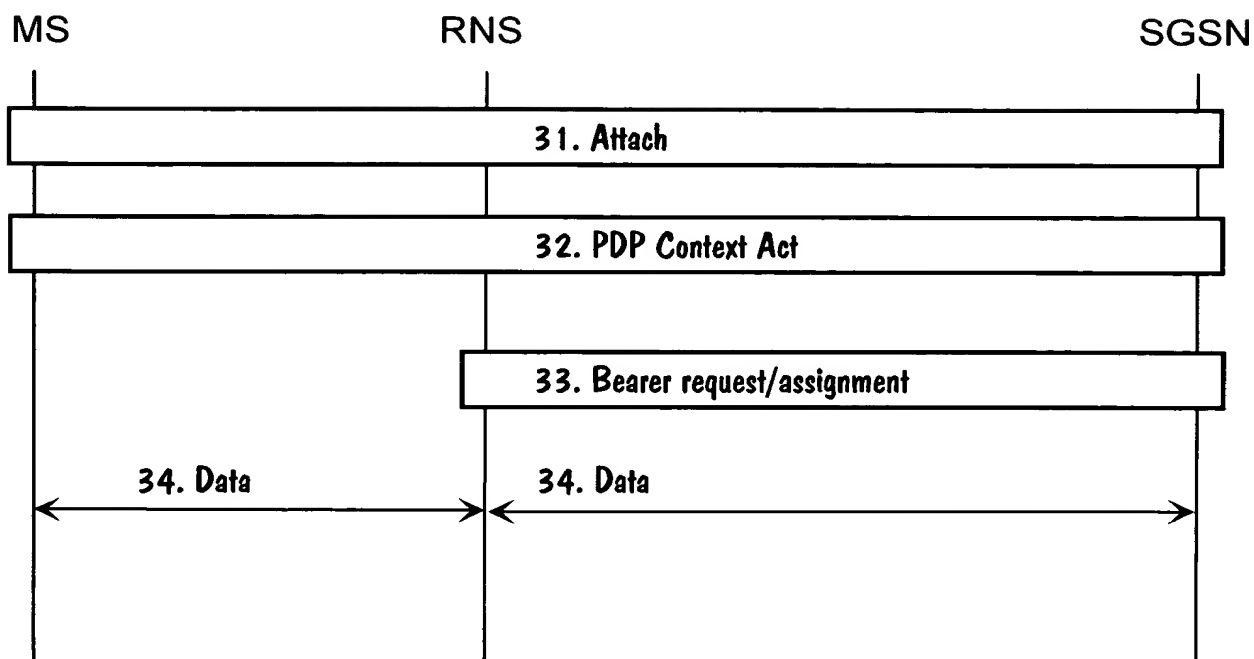 MS RNS SGSN
31. Attach
32. PDP Context Act
33. Bearer request/assignment
34. Data 34. Data